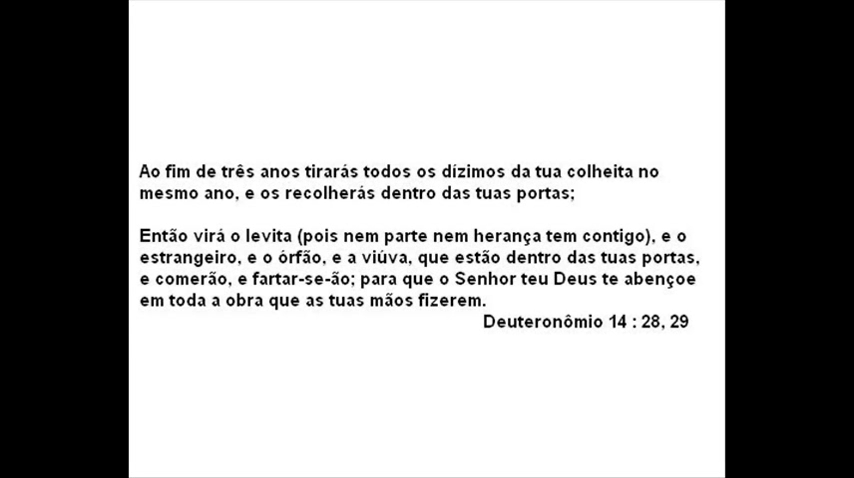 Ao fim de três anos tirarás todos os dízimos da tua colheita no
mesmo ano, e os recolherás dentro das tuas portas;
Então virá o levita (pois nem parte nem herança tem contigo), e o
estrangeiro, e o órfão, e a viúva, que estão dentro das tuas portas,
e comerão, e fartar-se-ão; para que o Senhor teu Deus te abençoe
em toda a obra que as tuas mãos fizerem.
Deuteronômio 14 : 28, 29